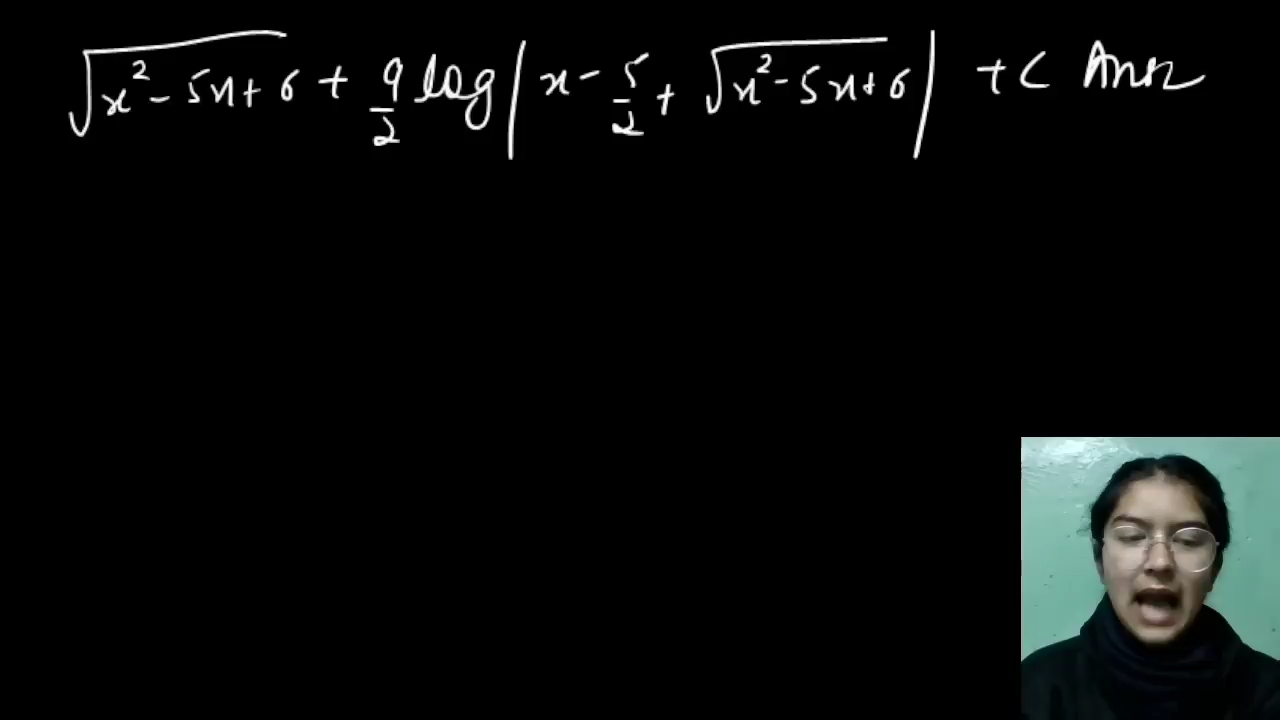 √x² - 5x + 6 + 9/2 log | x - 5/2 + √x² - 5x + 6 | + C Ans